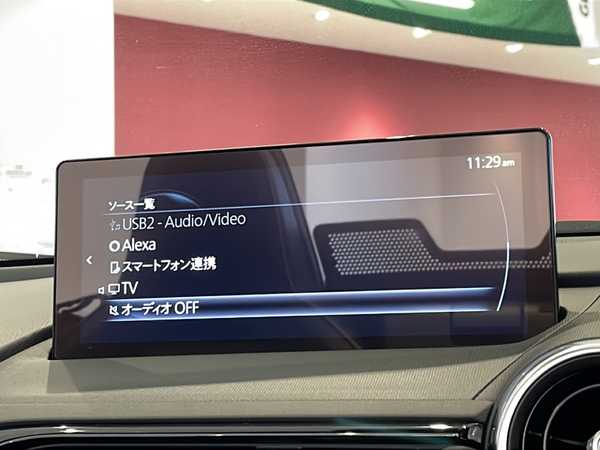 11:29am
ソース一覧
USB2 - Audio/Video
Alexa
スマートフォン連携
TV
オーディオ OFF